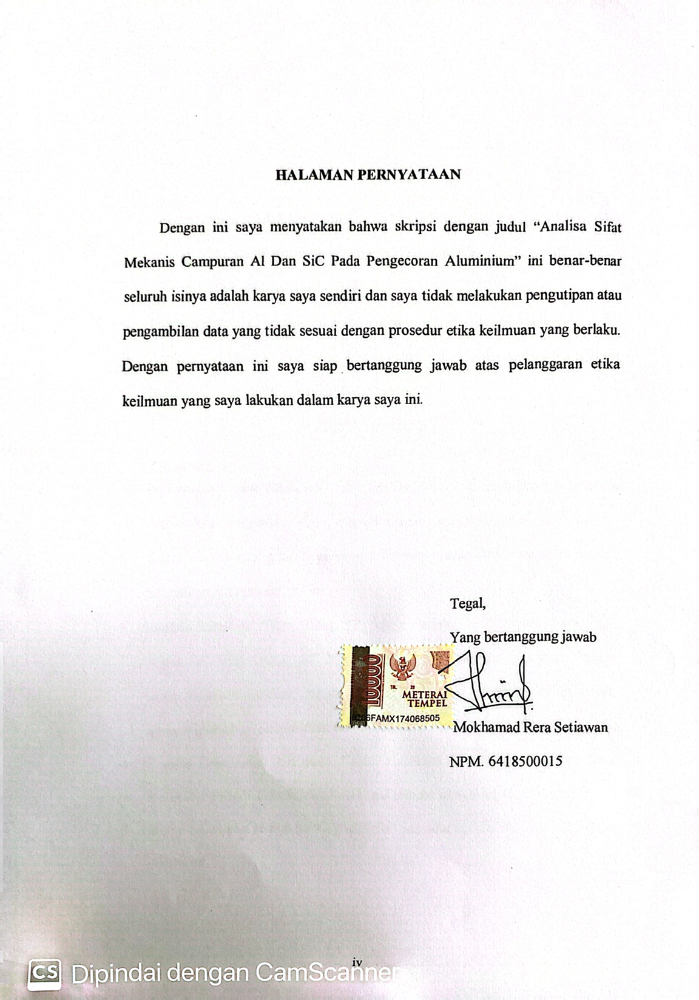 HALAMAN PERNYATAAN
Dengan ini saya menyatakan bahwa skripsi dengan judul “Analisa Sifat
Mekanis Campuran Al Dan SiC Pada Pengecoran Aluminium” ini benar-benar
seluruh isinya adalah karya saya sendiri dan saya tidak melakukan pengutipan atau
pengambilan data yang tidak sesuai dengan prosedur etika keilmuan yang berlaku.
Dengan pernyataan ini saya siap bertanggung jawab atas pelanggaran etika
keilmuan yang saya lakukan dalam karya saya ini.
Tegal,
Yang bertanggung jawab
10000
TGL. 20
METERAI
TEMPEL
FAMX174068505
Mokhamad Rera Setiawan
NPM. 6418500015
iv
CS Dipindai dengan CamScanner